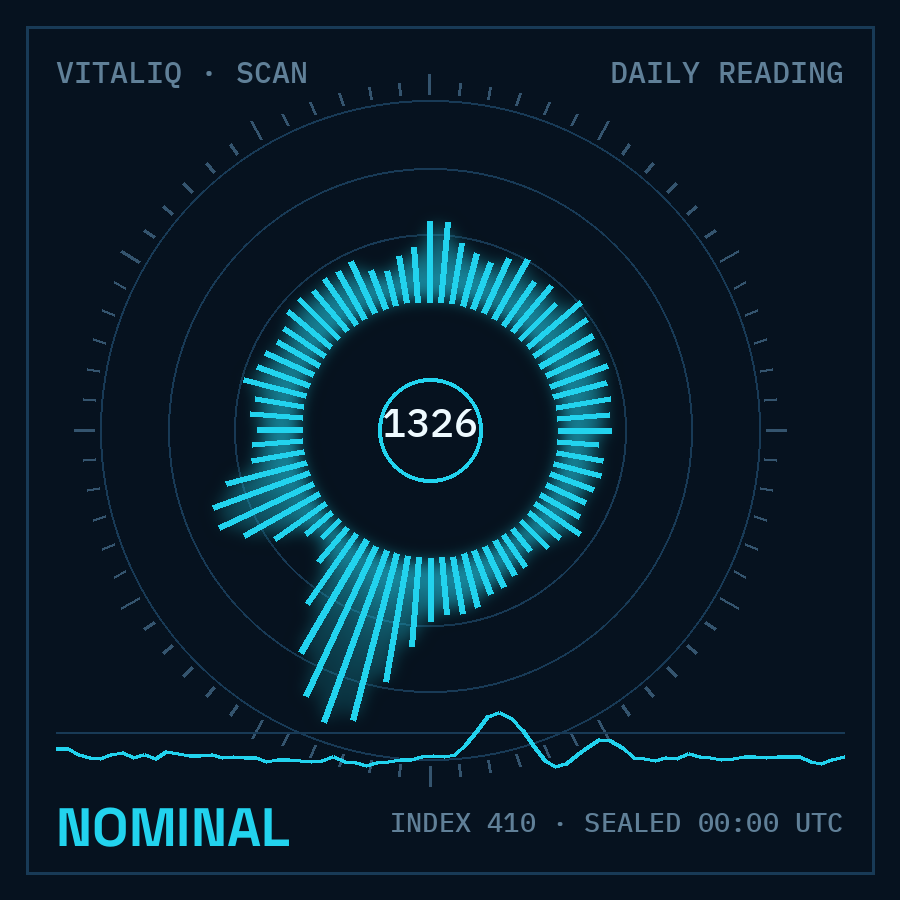 VITALIQ · SCAN
DAILY READING
1326
NOMINAL
INDEX 410 · SEALED 00:00 UTC